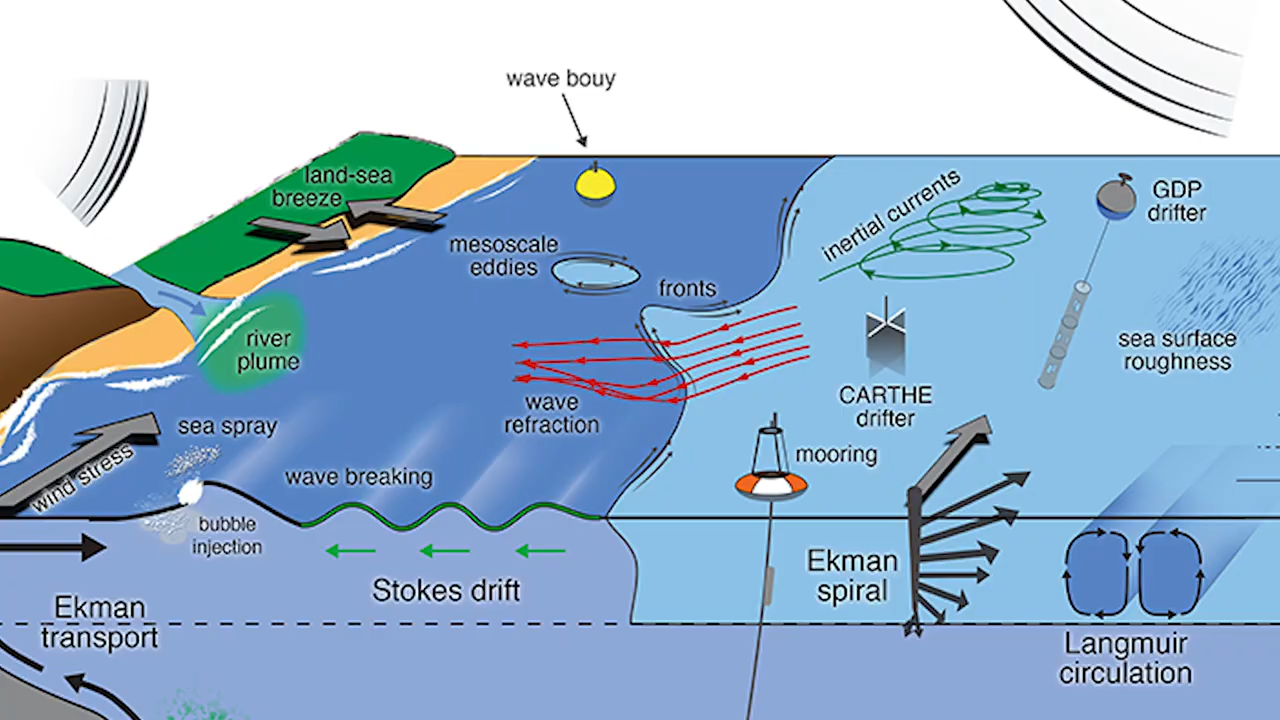 wave bouy
land-sea
breeze
inertial currents
GDP
drifter
mesoscale
eddies
fronts
river
plume
sea surface
roughness
wave
refraction
CARTHE
drifter
sea spray
wind stress
wave breaking
mooring
bubble
injection
Stokes drift
Ekman
spiral
Ekman
transport
Langmuir
circulation